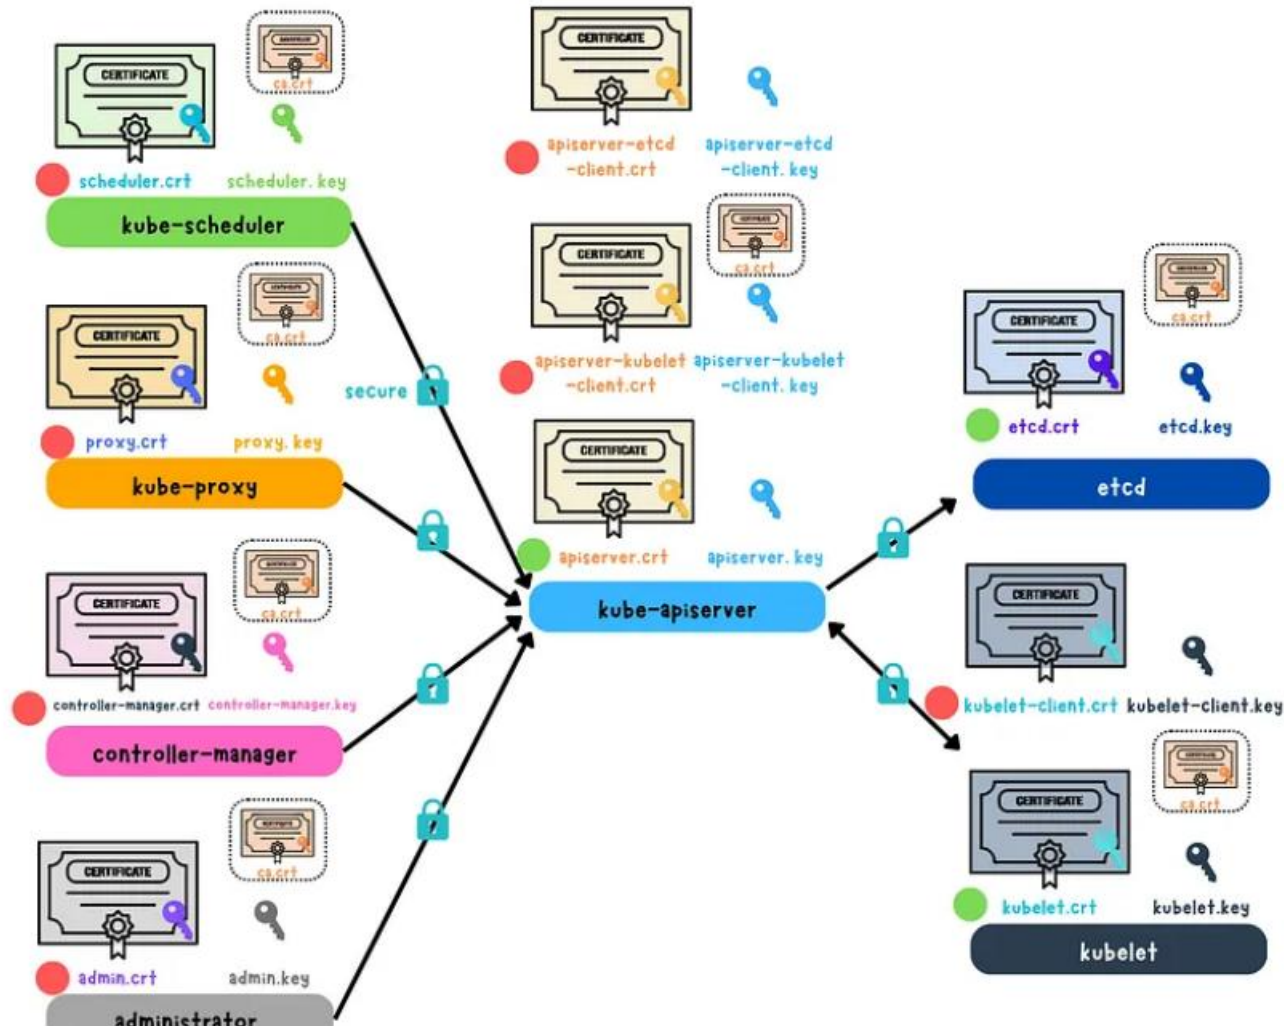 CERTIFICATE
ca.crt
scheduler.crt
scheduler. key
kube-scheduler
CERTIFICATE
ca.crt
proxy.crt
proxy. key
kube-proxy
CERTIFICATE
ca.crt
controller-manager.crt
controller-manager.key
controller-manager
CERTIFICATE
ca.crt
admin.crt
admin.key
administrator
secure
CERTIFICATE
apiserver-etcd
-client.crt
apiserver-etcd
-client. key
CERTIFICATE
ca.crt
apiserver-kubelet
-client.crt
apiserver-kubelet
-client. key
CERTIFICATE
apiserver.crt
apiserver. key
kube-apiserver
CERTIFICATE
ca.crt
etcd.crt
etcd.key
etcd
CERTIFICATE
kubelet-client.crt
kubelet-client.key
CERTIFICATE
ca.crt
kubelet.crt
kubelet.key
kubelet